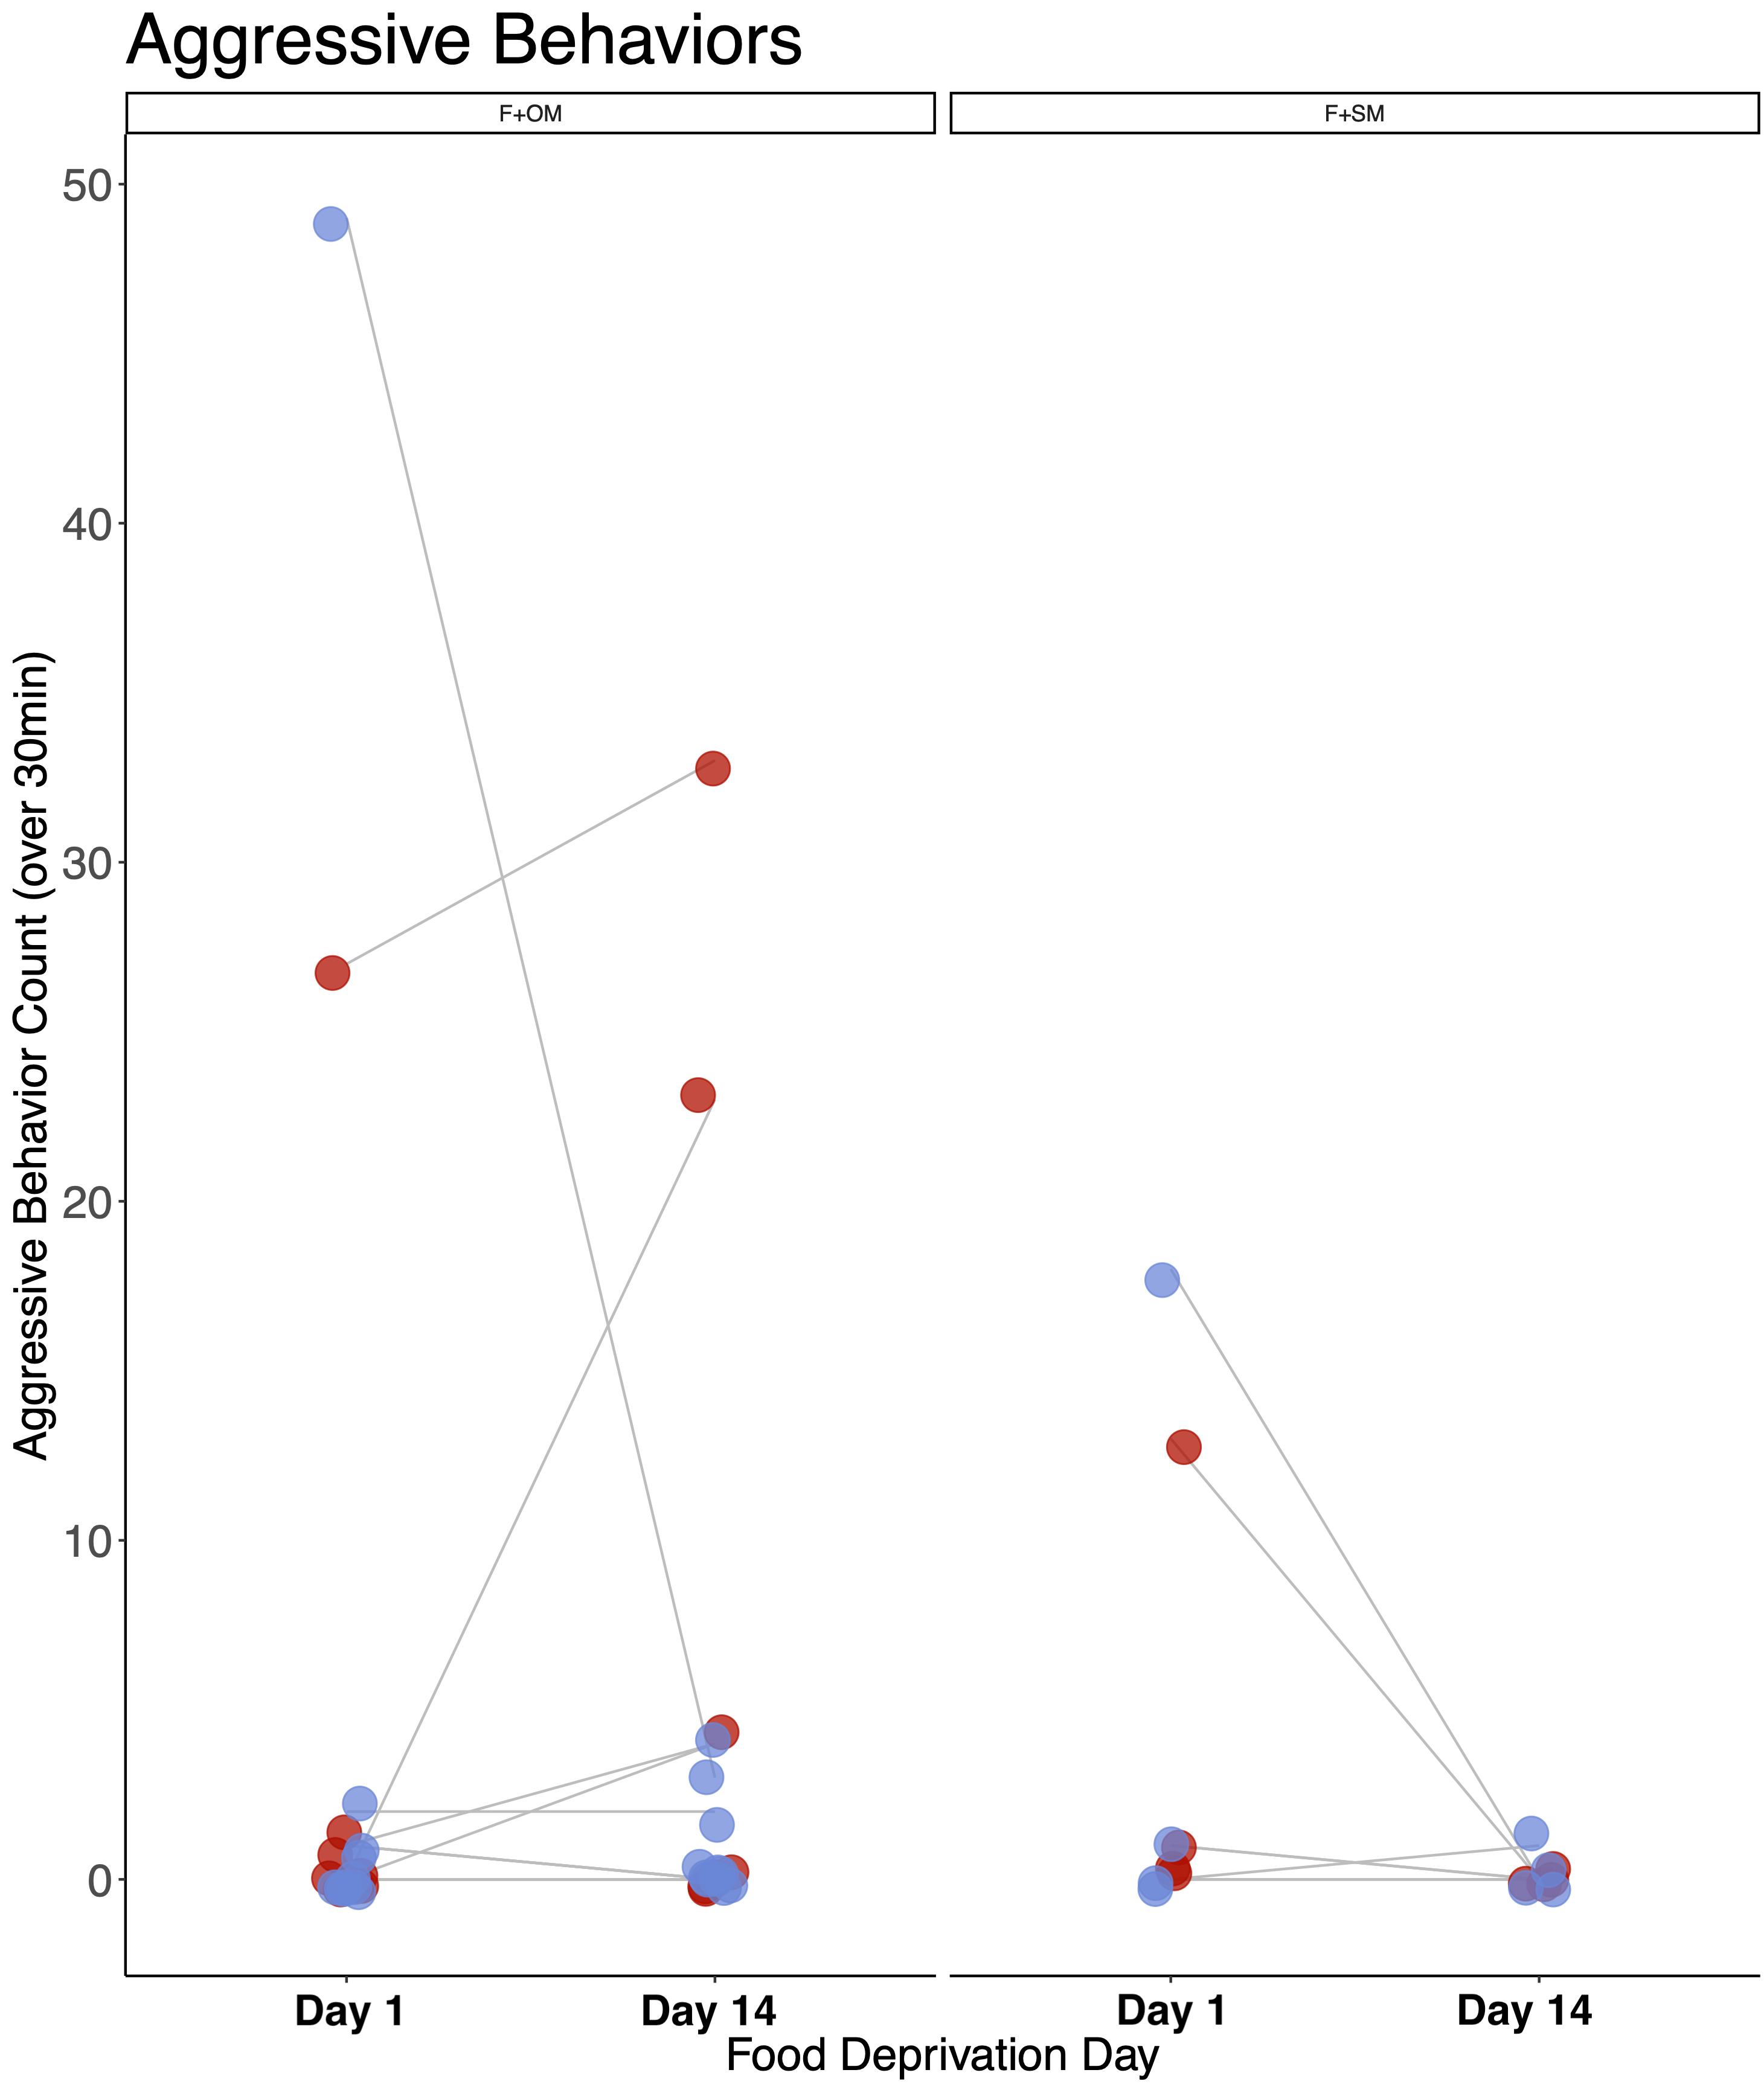 Aggressive Behaviors
F+OM
F+SM
Aggressive Behavior Count (over 30min)
50
40
30
20
10
0
Day 1
Day 14
Day 1
Day 14
Food Deprivation Day